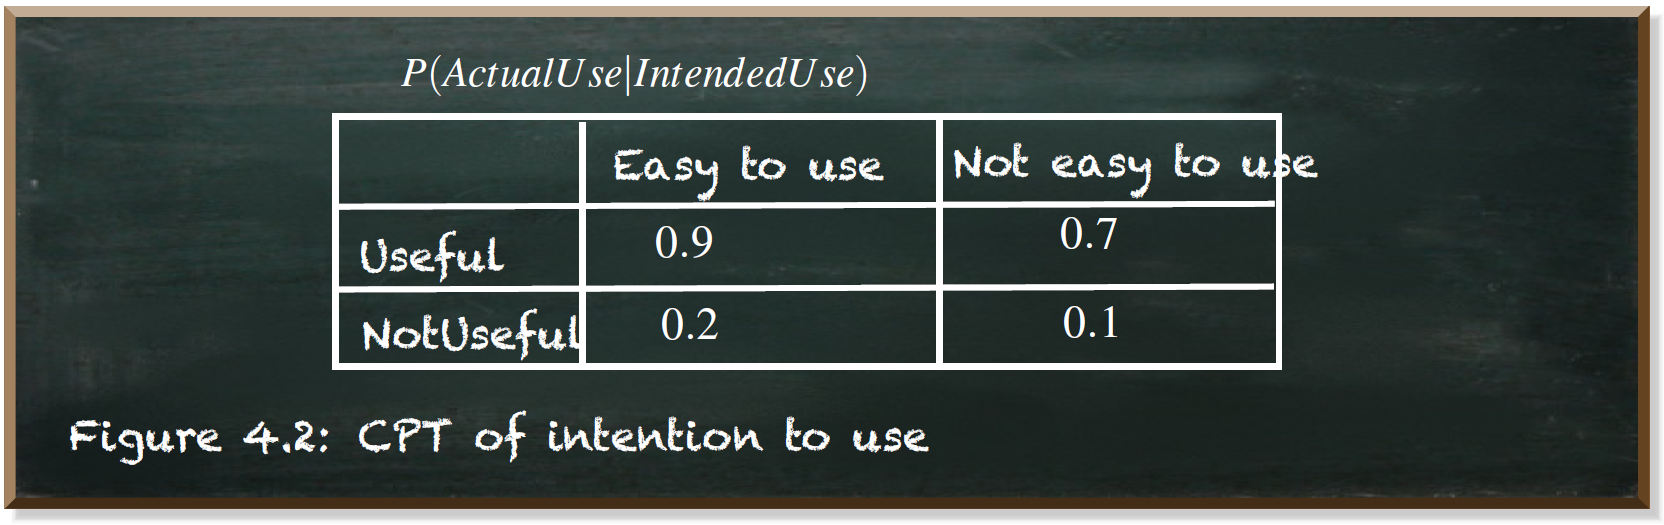 P(ActualUse|IntendedUse)
Easy to use Not easy to use
Useful 0.9 0.7
NotUseful 0.2 0.1
Figure 4.2: CPT of intention to use